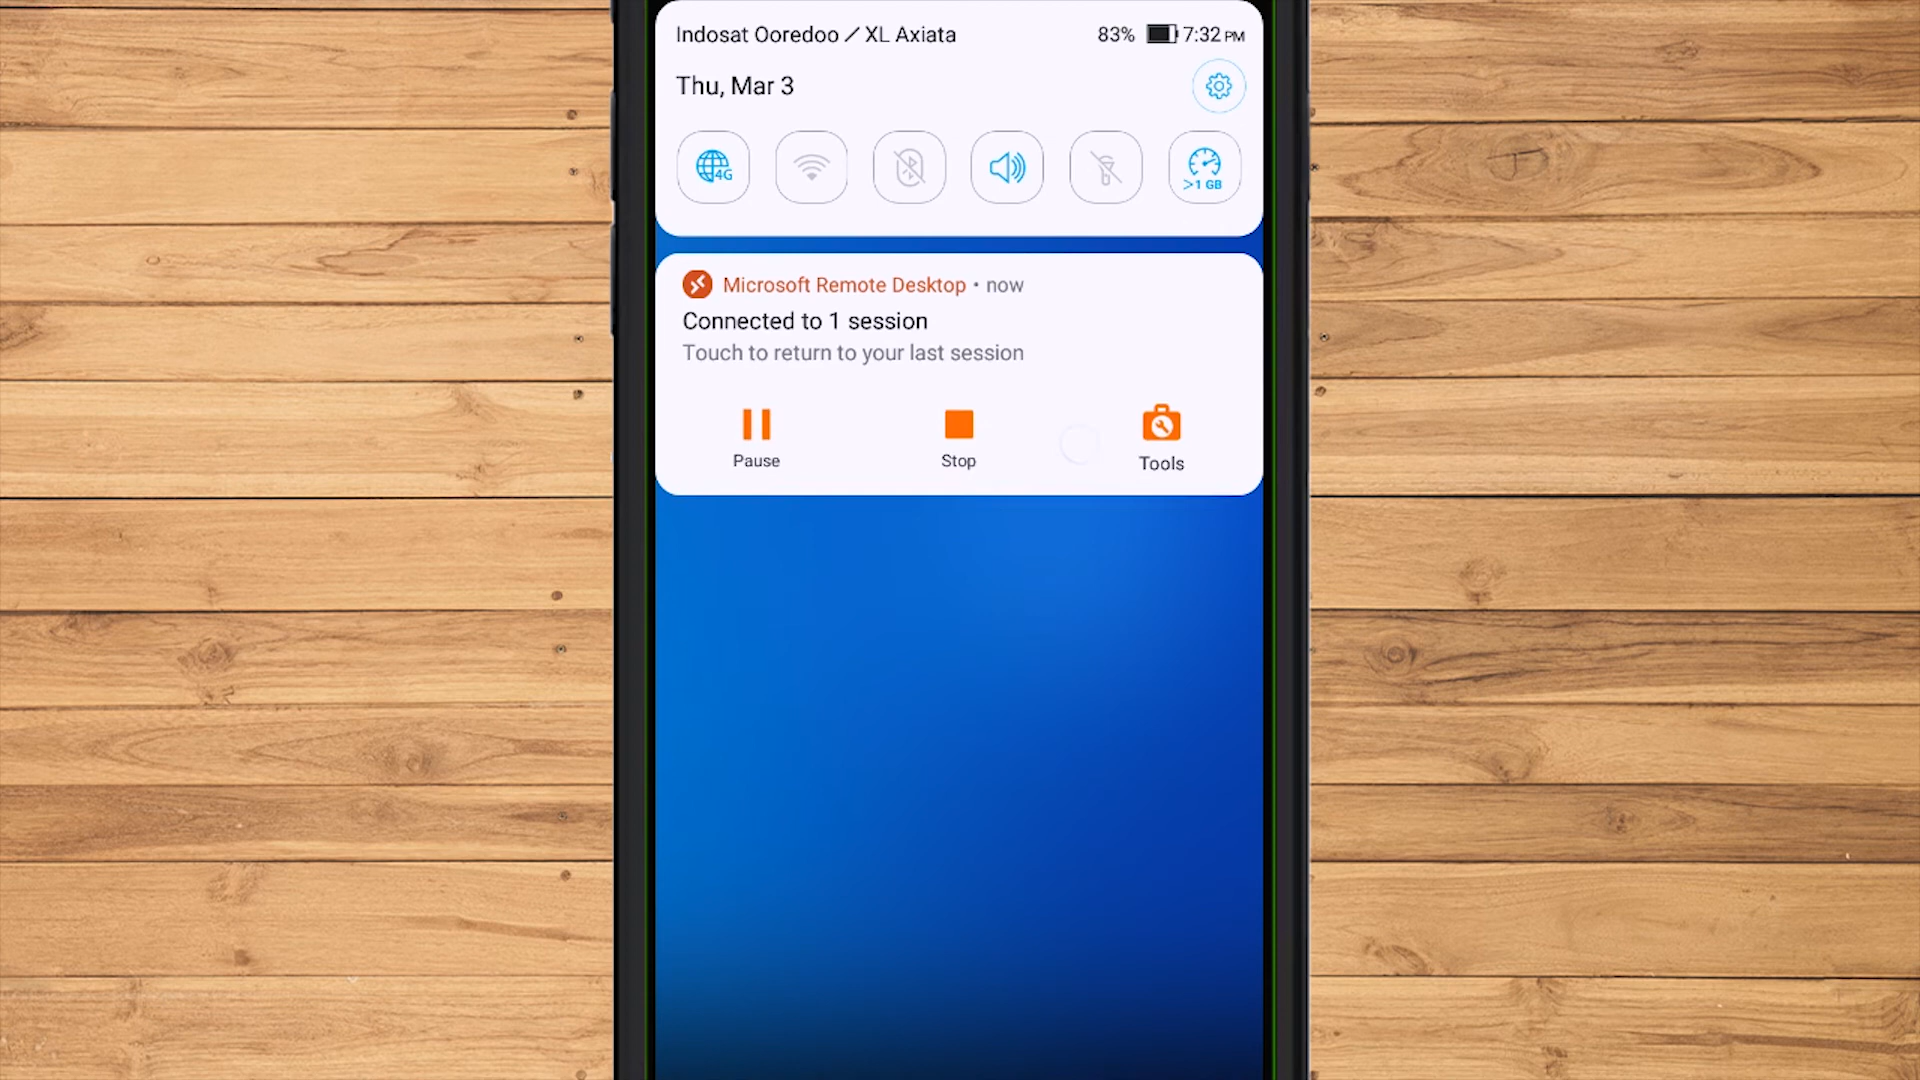 Indosat Ooredoo / XL Axiata 83% 7:32 PM
Thu, Mar 3
4G
>1 GB
Microsoft Remote Desktop • now
Connected to 1 session
Touch to return to your last session
Pause Stop Tools